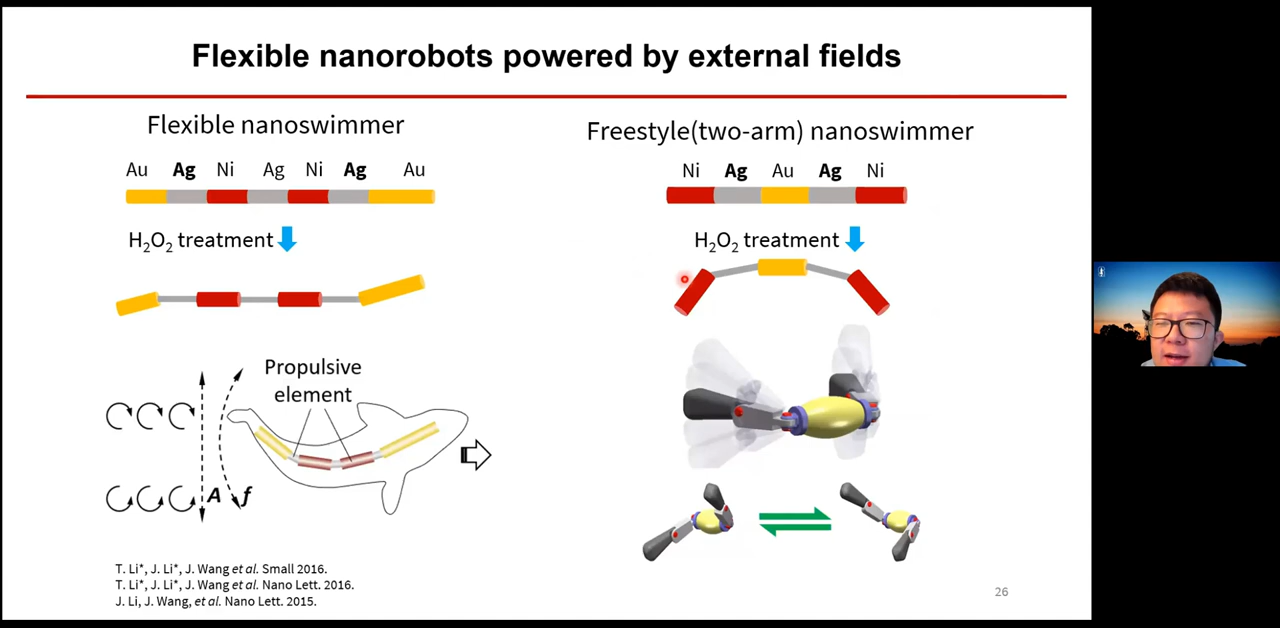 Flexible nanorobots powered by external fields
Flexible nanoswimmer
Au Ag Ni Ag Ni Ag Au
H₂O₂ treatment
Propulsive
element
A f
T. Li*, J. Li*, J. Wang et al. Small 2016.
T. Li*, J. Li*, J. Wang et al. Nano Lett. 2016.
J. Li, J. Wang, et al. Nano Lett. 2015.
Freestyle(two-arm) nanoswimmer
Ni Ag Au Ag Ni
H₂O₂ treatment
26